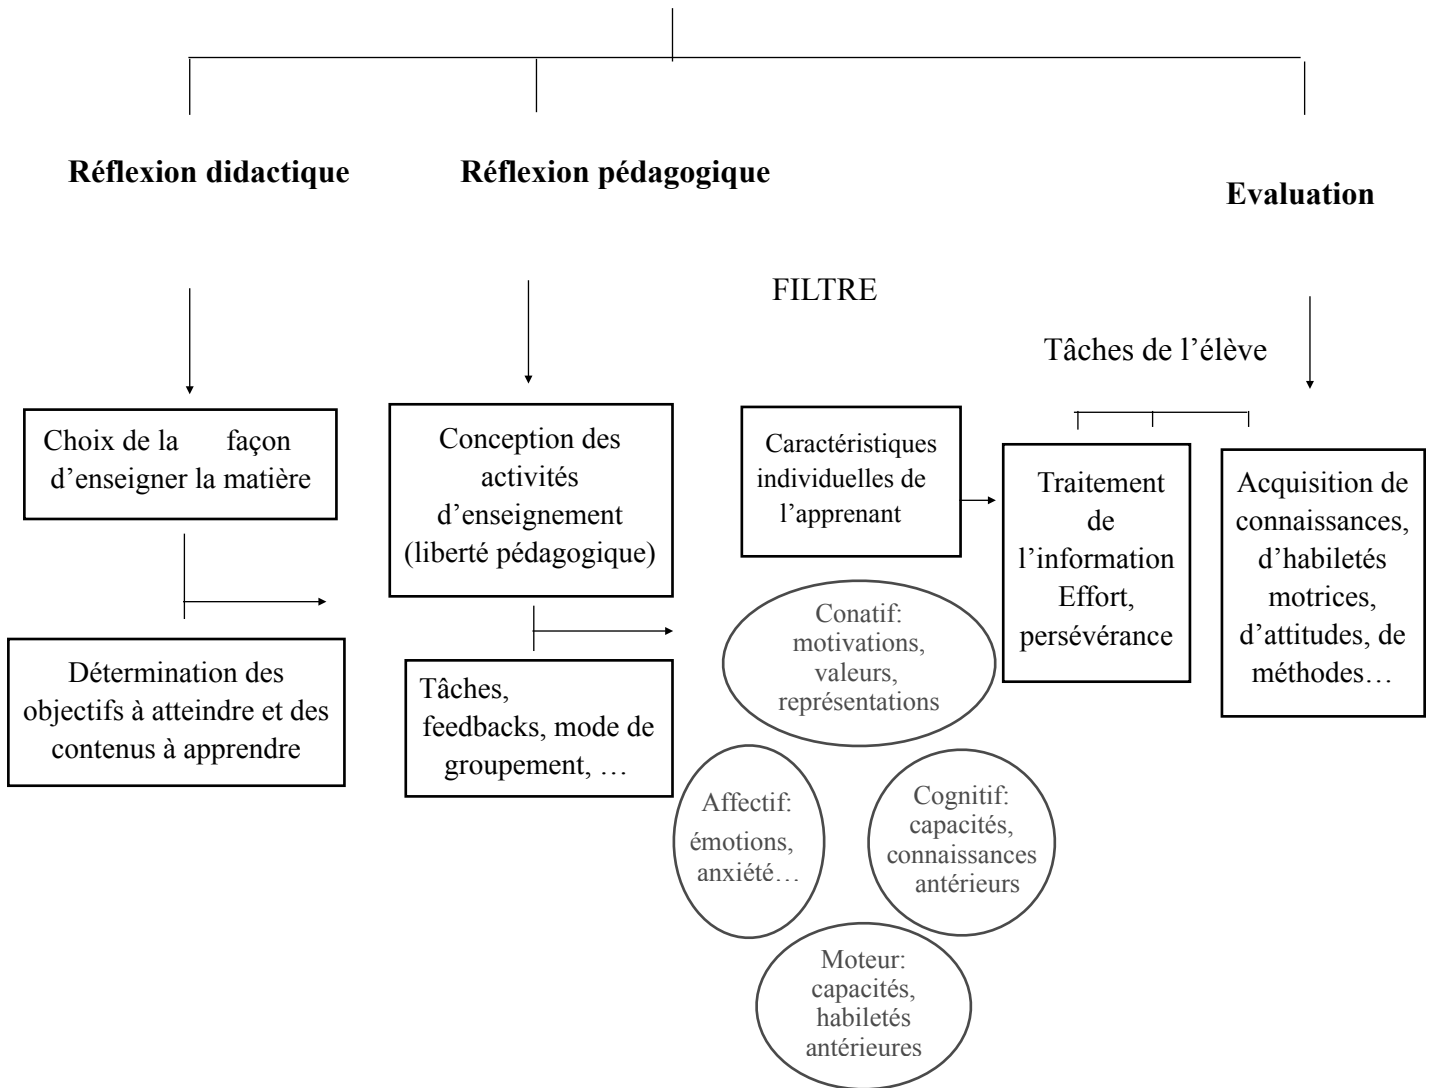 Réflexion didactique
Réflexion pédagogique
Evaluation
FILTRE
Tâches de l’élève
Choix de la façon
d’enseigner la matière
Détermination des
objectifs à atteindre et des
contenus à apprendre
Conception des
activités
d’enseignement
(liberté pédagogique)
Tâches,
feedbacks, mode de
groupement, …
Caractéristiques
individuelles de
l’apprenant
Conatif:
motivations,
valeurs,
représentations
Affectif:
émotions,
anxiété…
Cognitif:
capacités,
connaissances
antérieurs
Moteur:
capacités,
habiletés
antérieures
Traitement
de
l’information
Effort,
persévérance
Acquisition de
connaissances,
d’habiletés
motrices,
d’attitudes, de
méthodes…